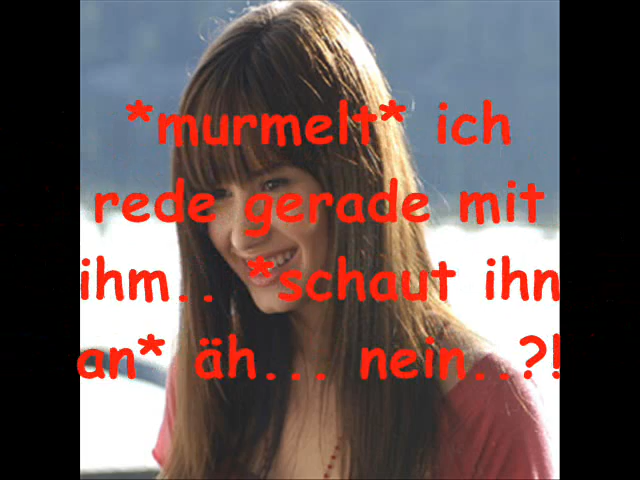 *murmelt* ich
rede gerade mit
ihm.. *schaut ihn
an* äh... nein..?!